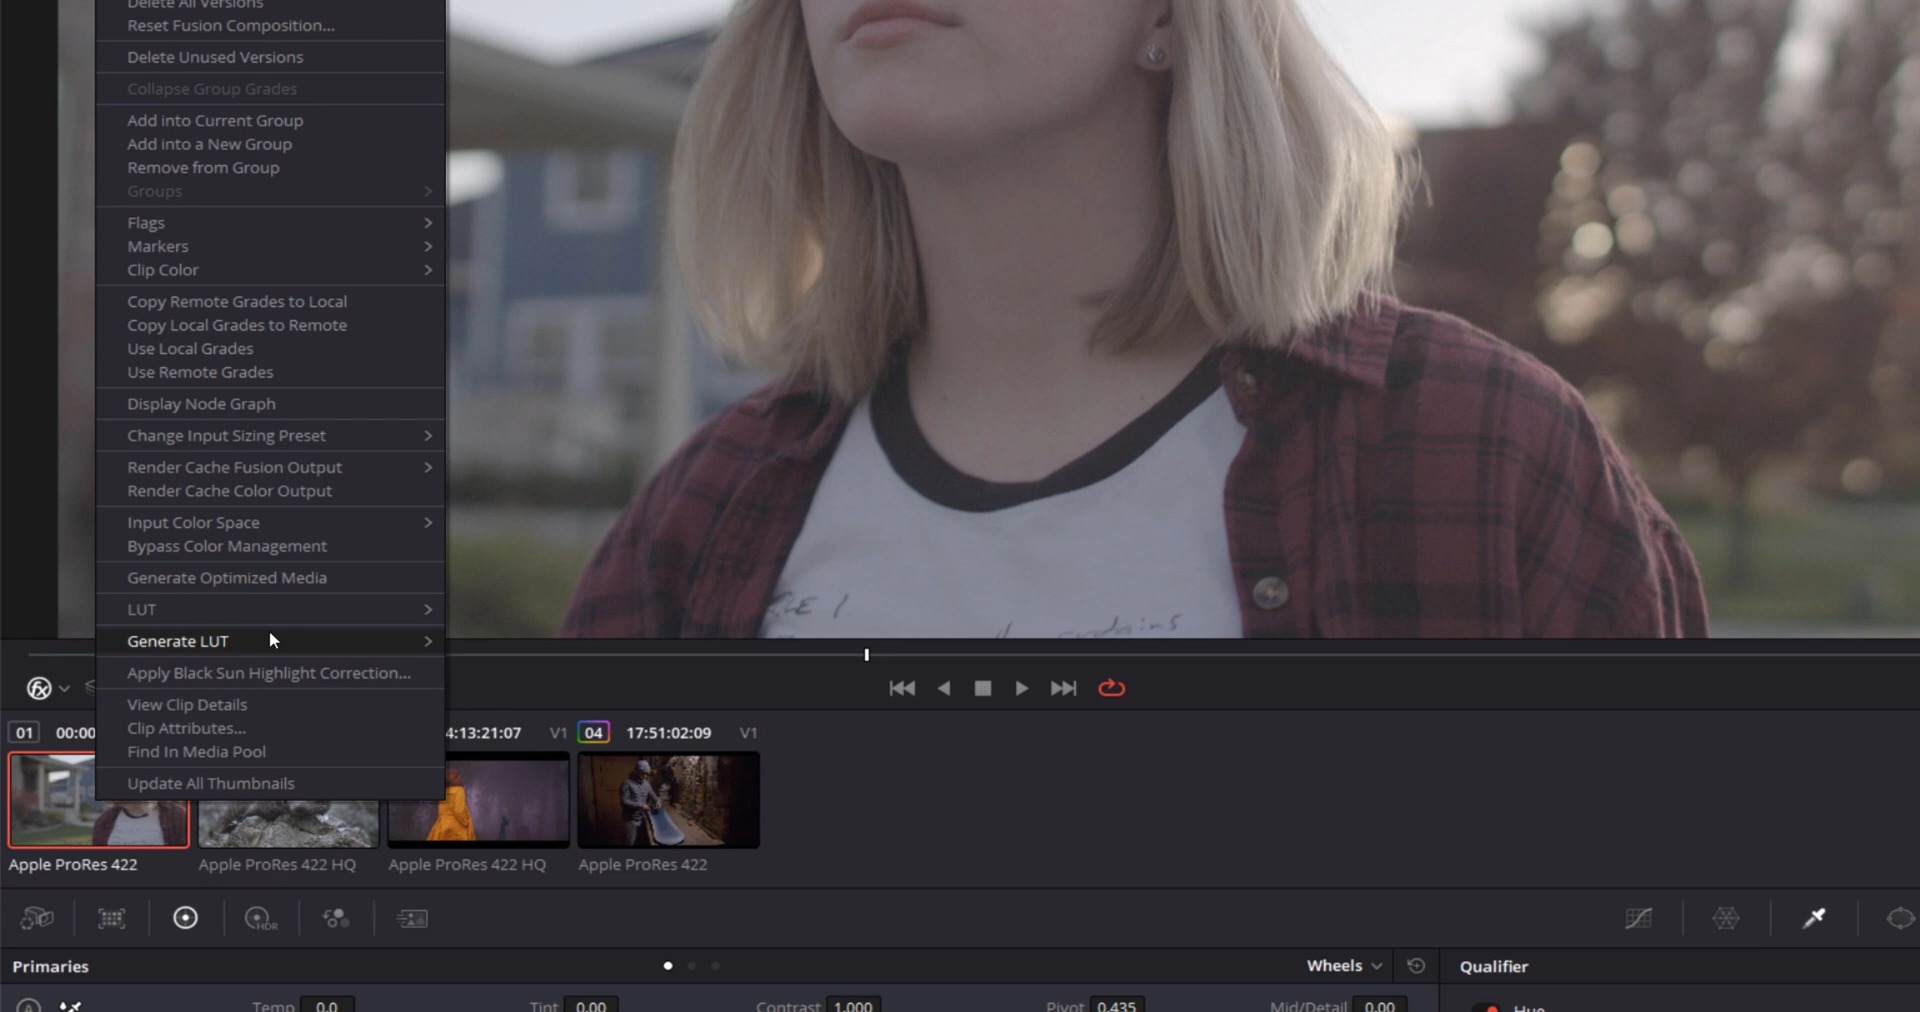 Delete All Versions
Reset Fusion Composition...
Delete Unused Versions
Collapse Group Grades
Add into Current Group
Add into a New Group
Remove from Group
Groups
Flags
Markers
Clip Color
Copy Remote Grades to Local
Copy Local Grades to Remote
Use Local Grades
Use Remote Grades
Display Node Graph
Change Input Sizing Preset
Render Cache Fusion Output
Render Cache Color Output
Input Color Space
Bypass Color Management
Generate Optimized Media
LUT
Generate LUT
Apply Black Sun Highlight Correction...
View Clip Details
Clip Attributes...
Find In Media Pool
Update All Thumbnails
fx
01 00:00 4:13:21:07 V1 04 17:51:02:09 V1
Apple ProRes 422 Apple ProRes 422 HQ Apple ProRes 422 HQ Apple ProRes 422
HDR
Primaries Wheels Qualifier
A Temp 0.0 Tint 0.00 Contrast 1.000 Pivot 0.435 Mid/Detail 0.00 Hue